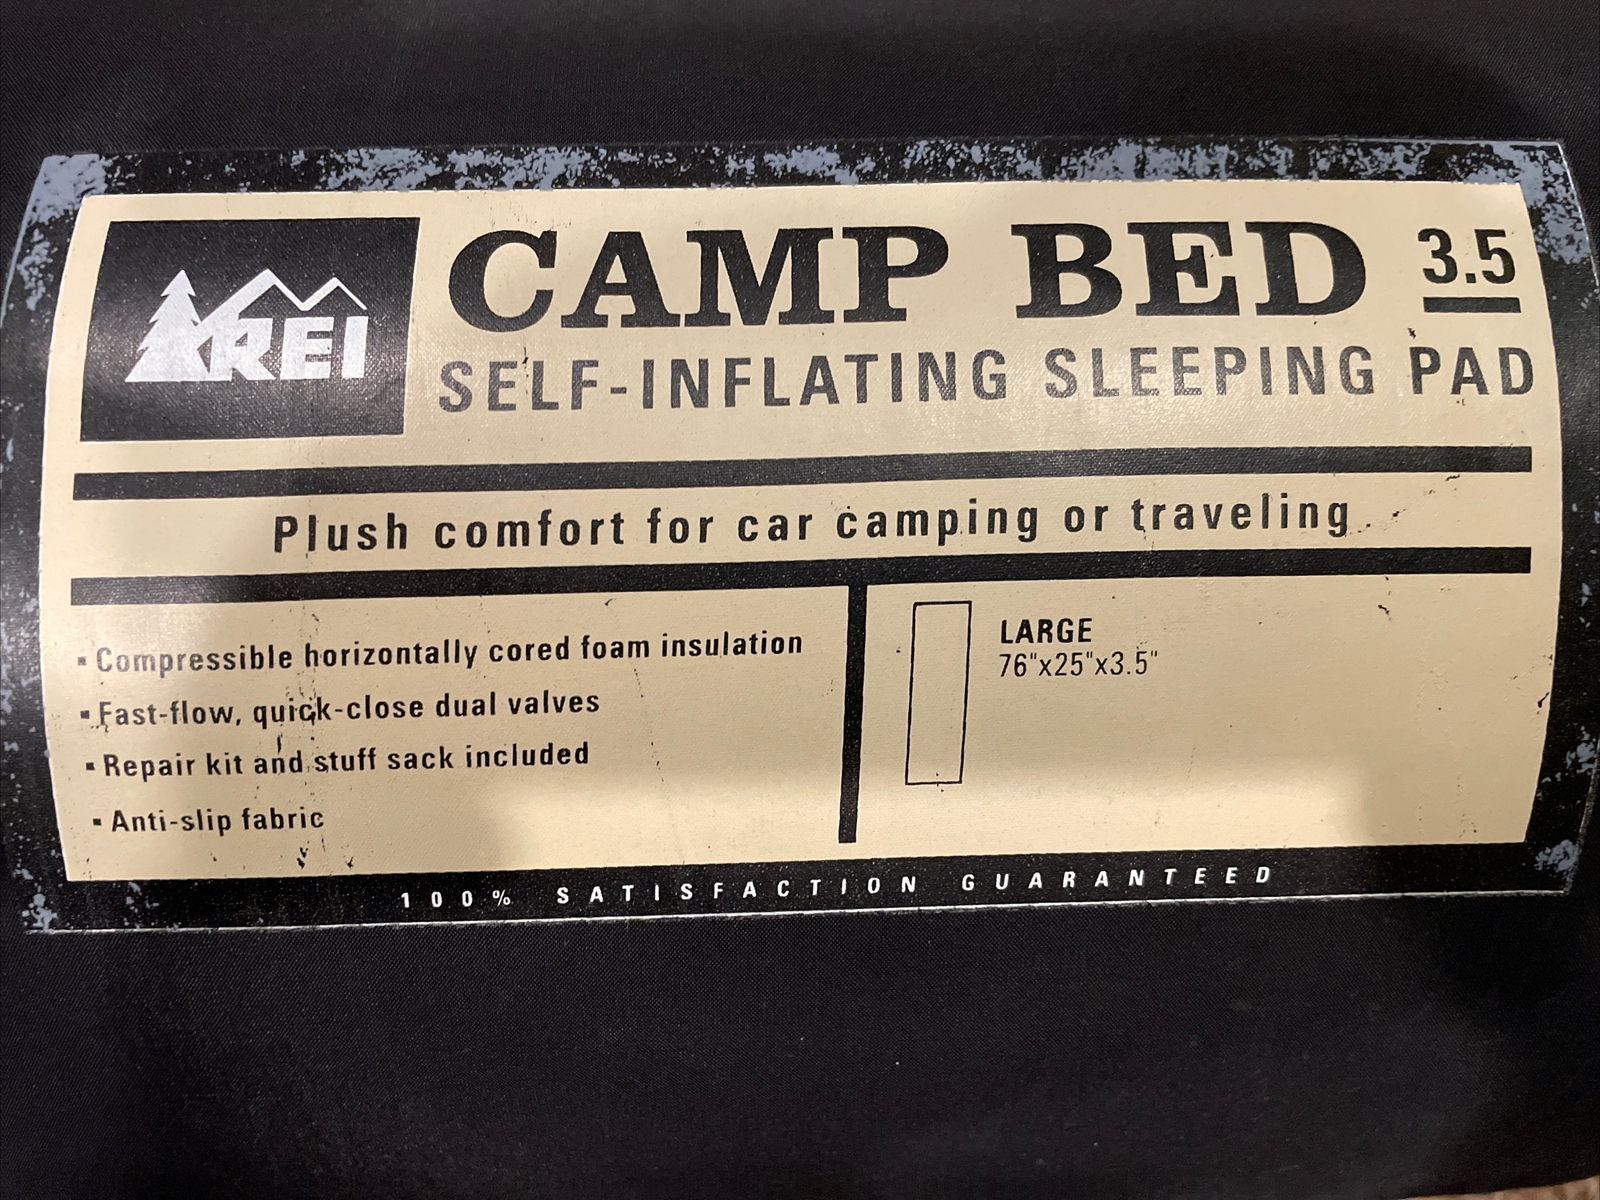 REI
CAMP BED 3.5
SELF-INFLATING SLEEPING PAD
Plush comfort for car camping or traveling.
▪ Compressible horizontally cored foam insulation
▪ Fast-flow, quick-close dual valves
▪ Repair kit and stuff sack included
▪ Anti-slip fabric
LARGE
76"x25"x3.5"
100% SATISFACTION GUARANTEED